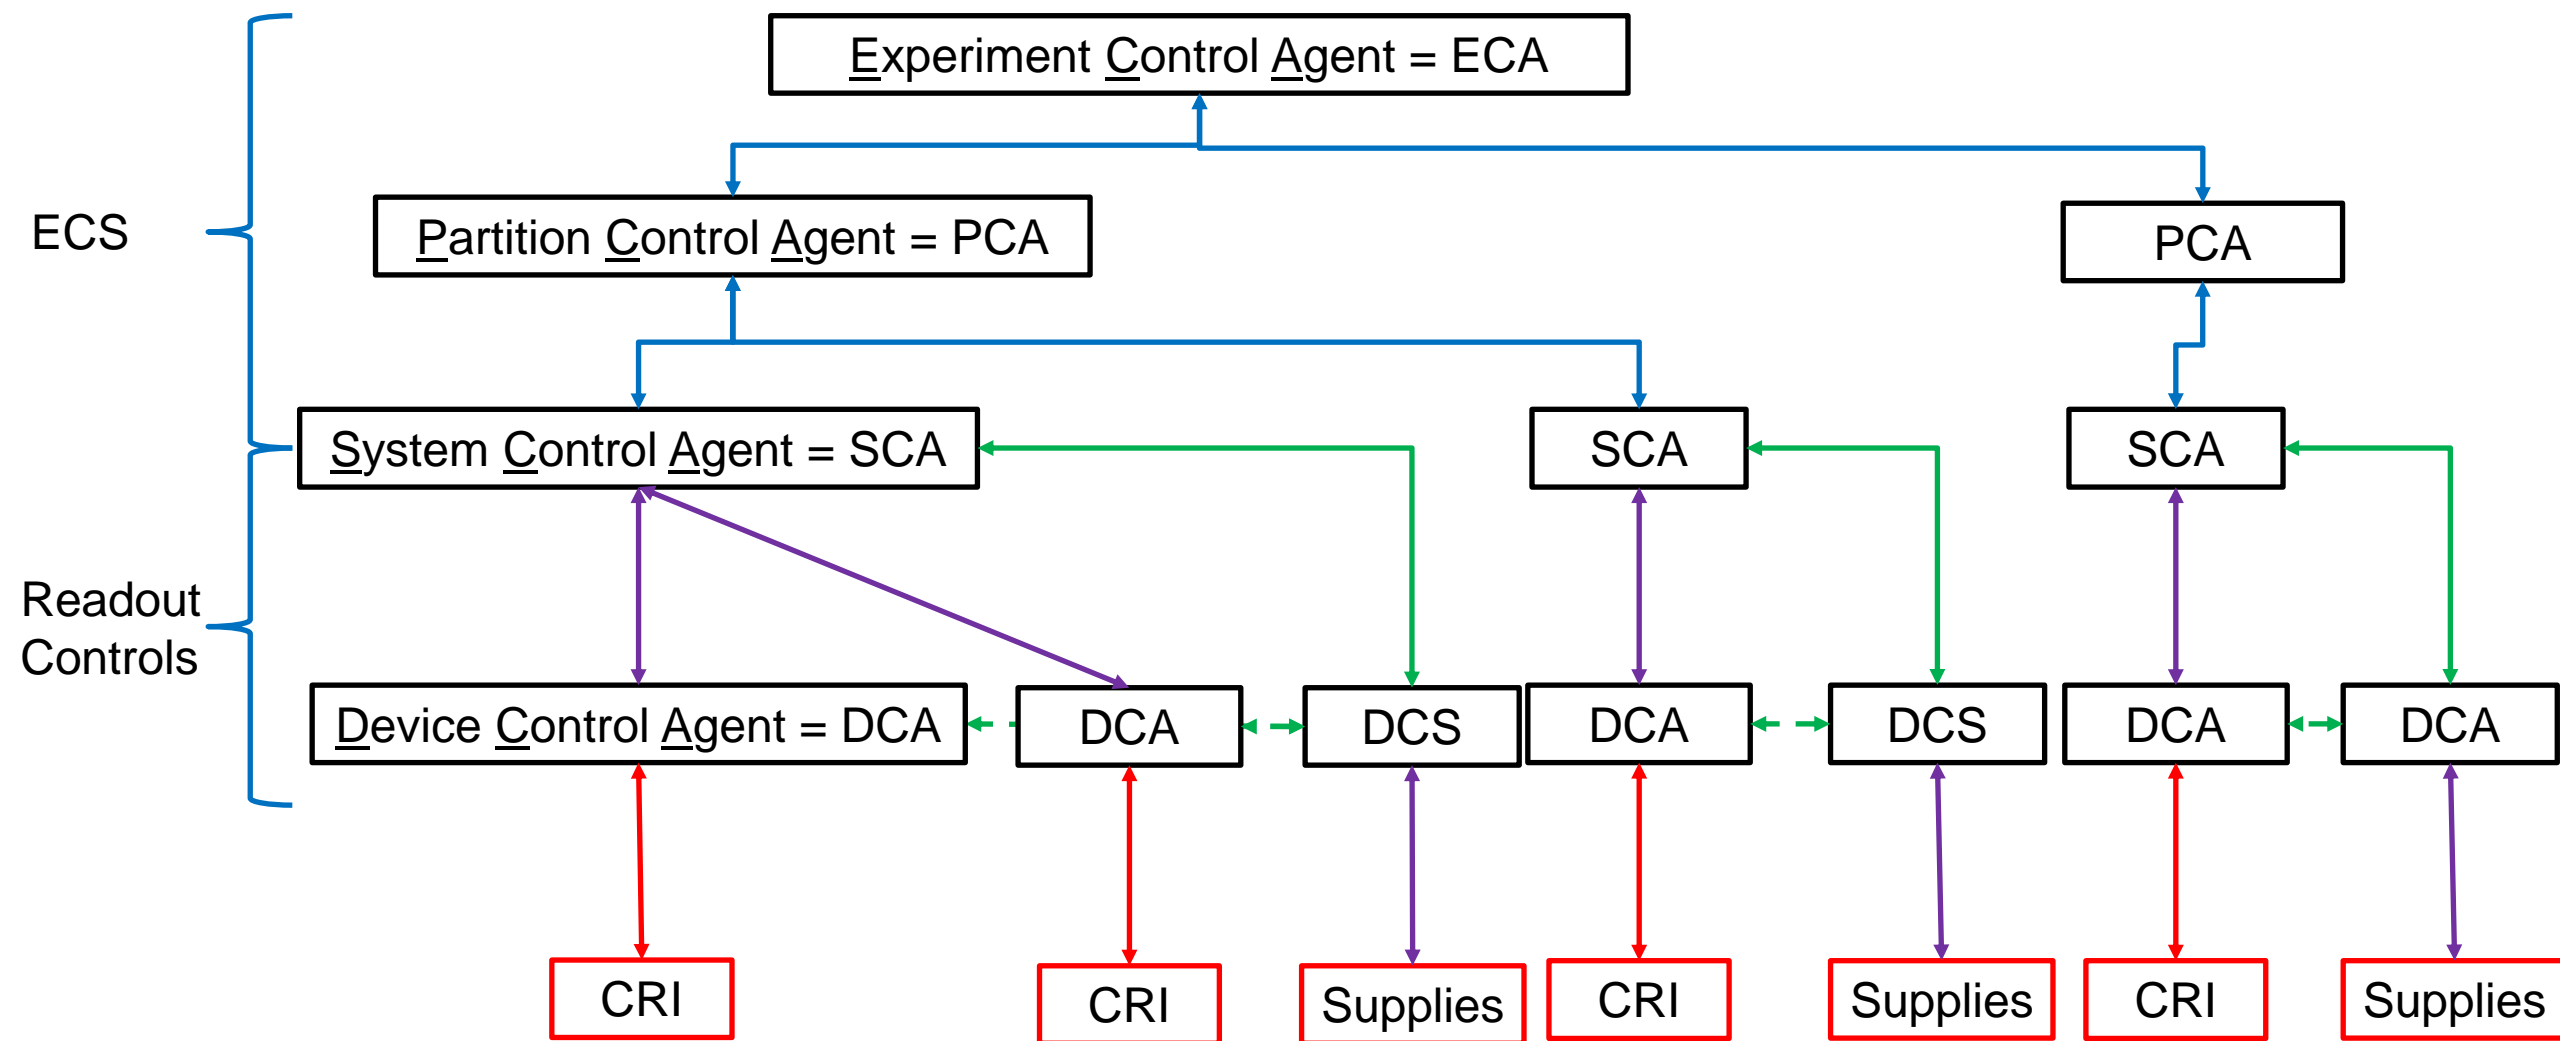 Experiment Control Agent = ECA
ECS
Partition Control Agent = PCA
PCA
System Control Agent = SCA
SCA
SCA
Readout
Controls
Device Control Agent = DCA
DCA
DCS
DCA
DCS
DCA
DCA
CRI
CRI
Supplies
CRI
Supplies
CRI
Supplies